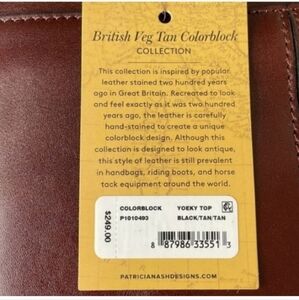 British Veg Tan Colorblock
COLLECTION
This collection is inspired by popular
leather stained two hundred years
ago in Great Britain. Recreated to look
and feel exactly as it was two hundred
years ago, the leather is carefully
hand-stained to create a unique
colorblock design. Although this
collection is designed to look antique,
this style of leather is still prevalent
in handbags, riding boots, and horse
tack equipment around the world.
$249.00
COLORBLOCK YOEKY TOP
P1010493 BLACK/TAN/TAN
8 87986 33551 3
PATRICIANASHDESIGNS.COM